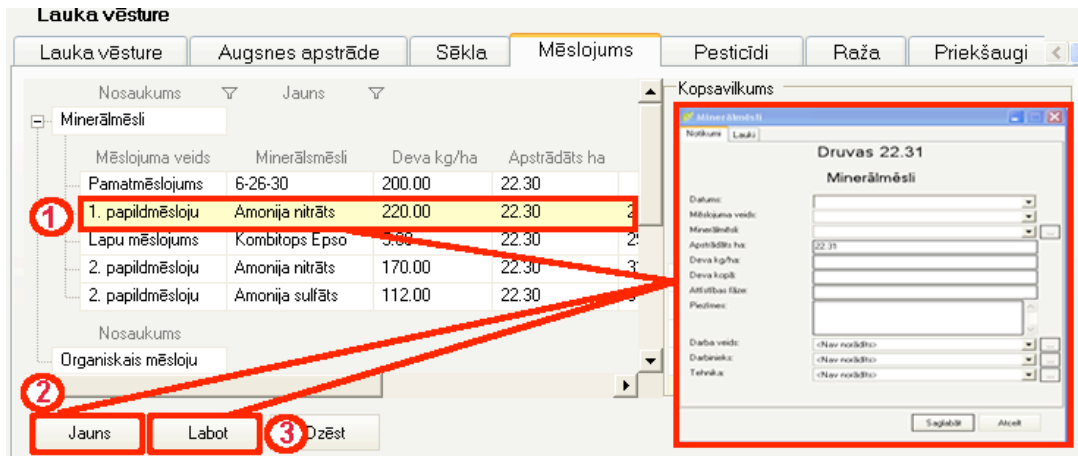 Lauka vēsture
Lauka vēsture Augsnes apstrāde Sēkla Mēslojums Pesticīdi Raža Priekšaugi
Nosaukums Jauns
Minerālmēsli
Mēslojuma veids Minerālsmēsli Deva kg/ha Apstrādāts ha
Pamatmēslojums 6-26-30 200.00 22.30
1 1. papildmēsloju Amonija nitrāts 220.00 22.30 2
Lapu mēslojums Kombitops Epso 22.30
2. papildmēsloju Amonija nitrāts 170.00 22.30
2. papildmēsloju Amonija sulfāts 112.00 22.30
Nosaukums
Organiskais mēsloju
2
Jauns Labot 3 Dzēst
Kopsavilkums
Minerālmēsli
Notikumi Lauki
Druvas 22.31
Minerālmēsli
Datums:
Mēslojuma veids:
Minerālmēsli:
Apstrādāts ha: 22.31
Deva kg/ha:
Deva kopā:
Attīstības fāze:
Piezīmes:
Darba veids: <Nav norādīts>
Darbinieks: <Nav norādīts>
Tehnika: <Nav norādīts>
Saglabāt Atcelt